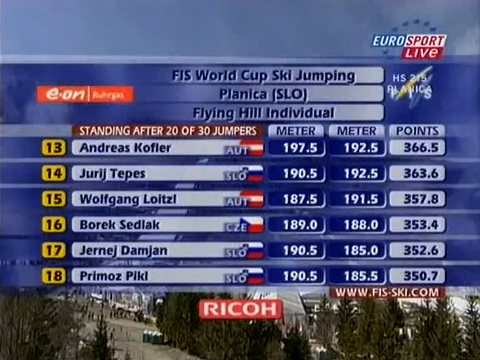 EUROSPORT
LIVE
HS 215
PLANICA
FIS
FIS World Cup Ski Jumping
e·on Ruhrgas
Planica (SLO)
Flying Hill Individual
STANDING AFTER 20 OF 30 JUMPERS METER METER POINTS
13 Andreas Kofler AUT 197.5 192.5 366.5
14 Jurij Tepes SLO 190.5 192.5 363.6
15 Wolfgang Loitzl AUT 187.5 191.5 357.8
16 Borek Sedlak CZE 189.0 188.0 353.4
17 Jernej Damjan SLO 190.5 185.0 352.6
18 Primoz Pikl SLO 190.5 185.5 350.7
WWW.FIS-SKI.COM
RICOH